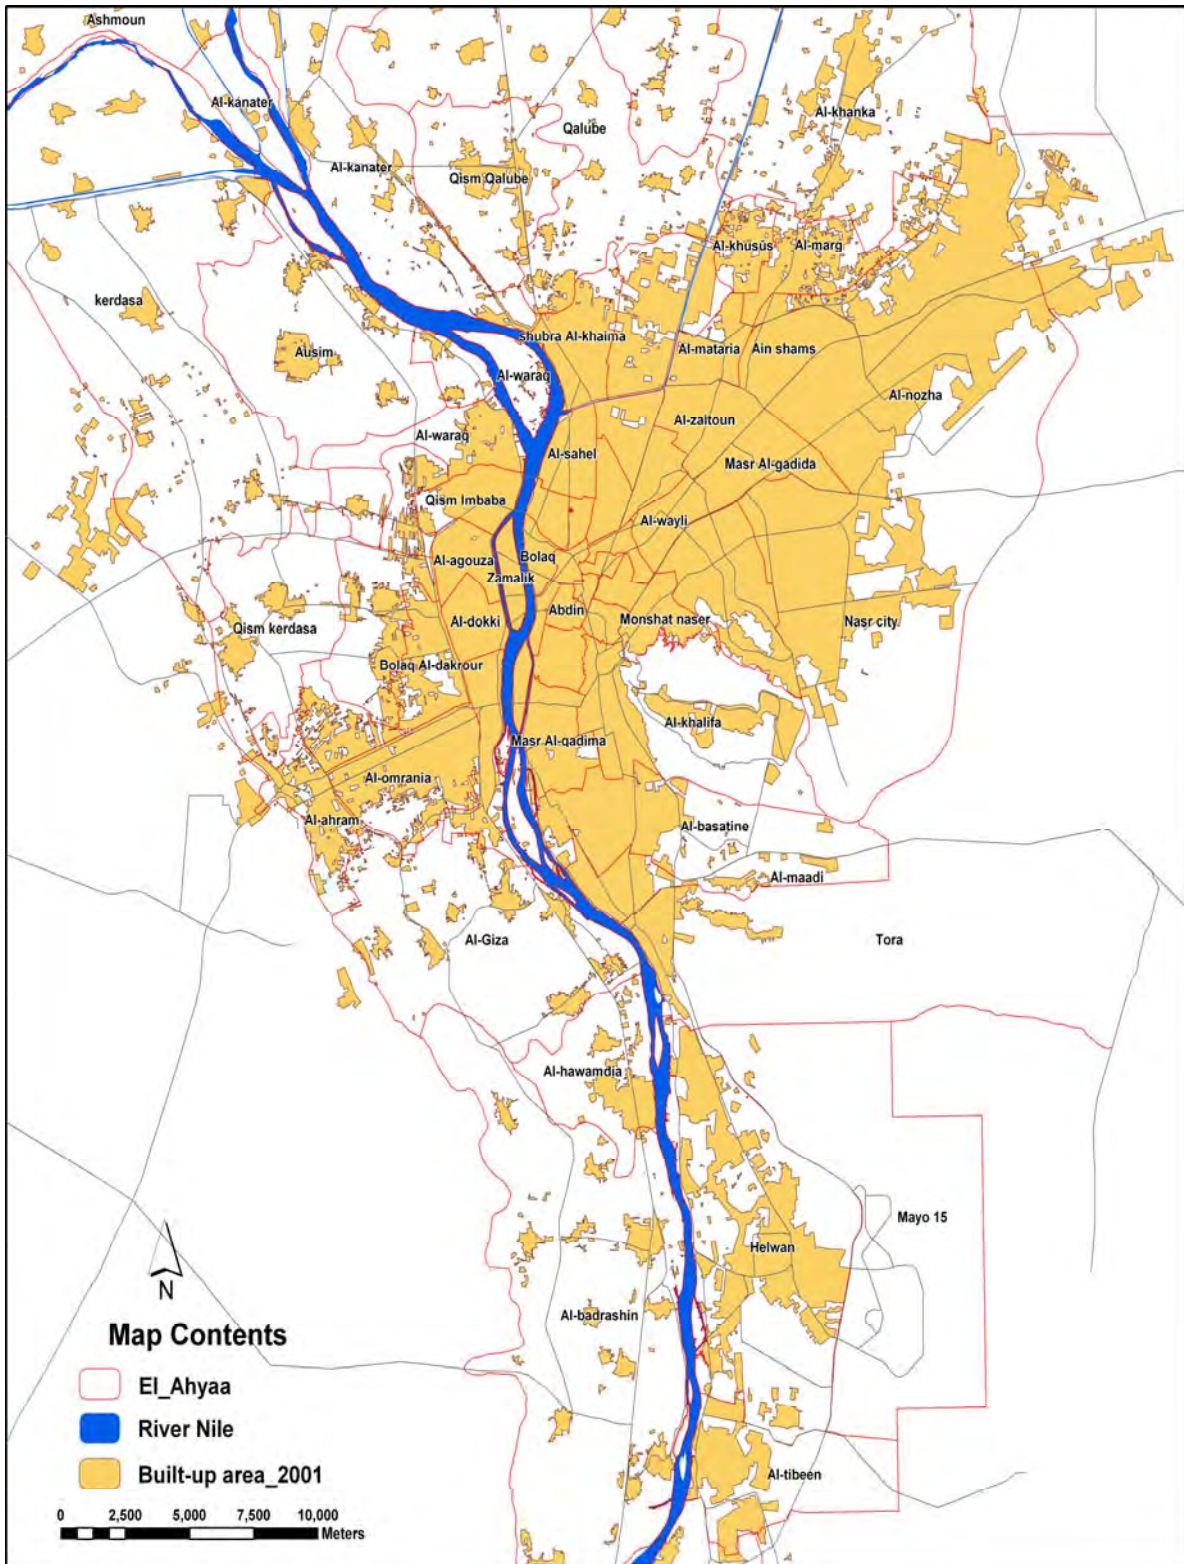 Ashmoun
Al-kanater
Al-khanka
Qalube
Al-kanater
Qism Qalube
Al-khusus
Al-marg
kerdasa
Shubra Al-khaima
Ausim
Al-mataria
Ain shams
Al-waraq
Al-nozha
Al-zaitoun
Al-waraq
Al-sahel
Masr Al-gadida
Qism Imbaba
Al-wayli
Al-agouza
Bolaq
Zamalik
Abdin
Al-dokki
Monshat naser
Nasr city
Qism kerdasa
Bolaq Al-dakrour
Al-khalifa
Masr Al-qadima
Al-omrania
Al-ahram
Al-basatine
Al-maadi
Al-Giza
Tora
Al-hawamdia
Mayo 15
Helwan
Al-badrashin
Al-tibeen
N
Map Contents
El_Ahyaa
River Nile
Built-up area_2001
0 2,500 5,000 7,500 10,000
Meters